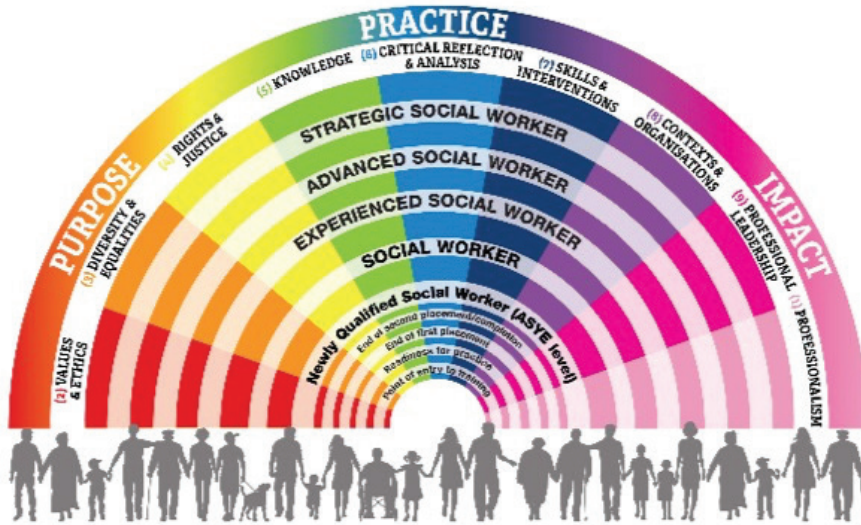 PRACTICE
PURPOSE
IMPACT
(2) VALUES
& ETHICS
(3) DIVERSITY &
EQUALITIES
(4) RIGHTS &
JUSTICE
(5) KNOWLEDGE
(6) CRITICAL REFLECTION
& ANALYSIS
(7) SKILLS &
INTERVENTIONS
(8) CONTEXTS &
ORGANISATIONS
(9) PROFESSIONAL
LEADERSHIP
(1) PROFESSIONALISM
STRATEGIC SOCIAL WORKER
ADVANCED SOCIAL WORKER
EXPERIENCED SOCIAL WORKER
SOCIAL WORKER
Newly Qualified Social Worker (ASYE level)
End of second placement/completion
End of first placement
Readiness for practice
Point of entry to training